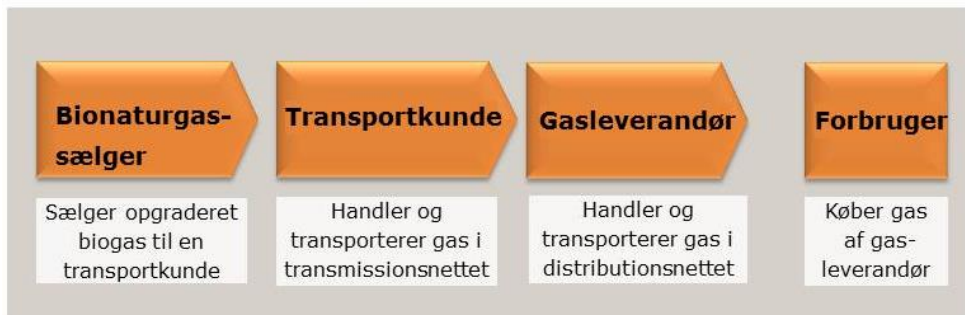 Bionaturgas-
sælger
Transportkunde
Gasleverandør
Forbruger
Sælger opgraderet
biogas til en
transportkunde
Handler og
transporterer gas i
transmissionsnettet
Handler og
transporterer gas i
distributionsnettet
Køber gas
af gas-
leverandør